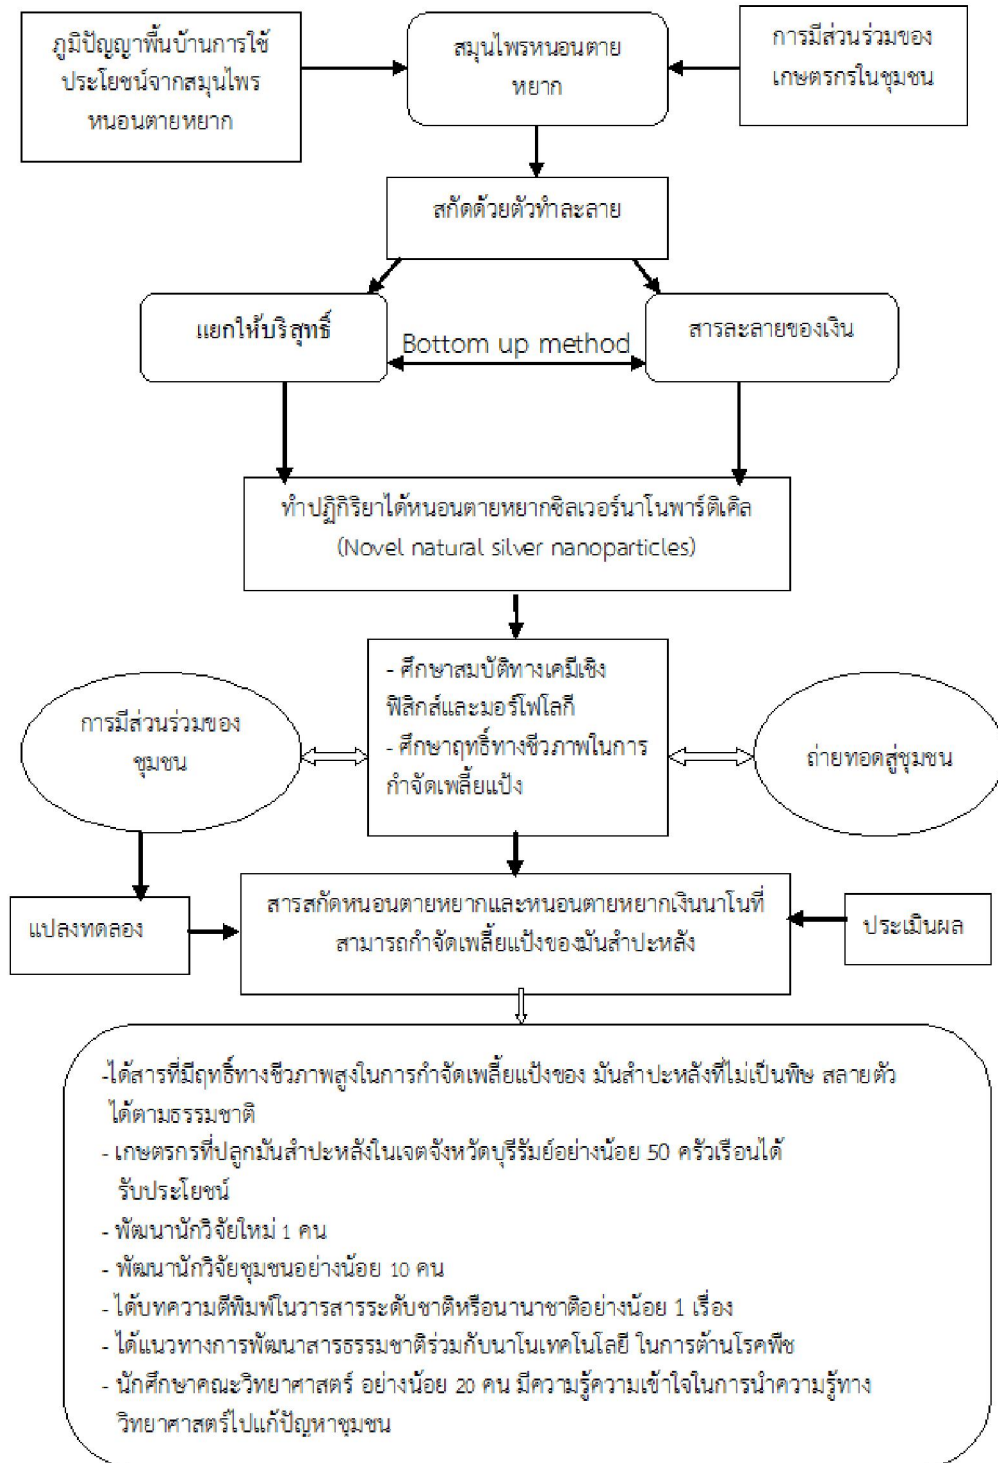 ภูมิปัญญาพื้นบ้านการใช้
ประโยชน์จากสมุนไพร
หนอนตายหยาก
สมุนไพรหนอนตาย
หยาก
การมีส่วนร่วมของ
เกษตรกรในชุมชน
สกัดด้วยตัวทำละลาย
แยกให้บริสุทธิ์
Bottom up method
สารละลายของเงิน
ทำปฏิกิริยาได้หนอนตายหยากซิลเวอร์นาโนพาร์ติเคิล
(Novel natural silver nanoparticles)
- ศึกษาสมบัติทางเคมีเชิง
ฟิสิกส์และมอร์โฟโลกี
- ศึกษาฤทธิ์ทางชีวภาพในการ
กำจัดเพลี้ยแป้ง
การมีส่วนร่วมของ
ชุมชน
ถ่ายทอดสู่ชุมชน
แปลงทดลอง
สารสกัดหนอนตายหยากและหนอนตายหยากเงินนาโนที่
สามารถกำจัดเพลี้ยแป้งของมันสำปะหลัง
ประเมินผล
-ได้สารที่มีฤทธิ์ทางชีวภาพสูงในการกำจัดเพลี้ยแป้งของ มันสำปะหลังที่ไม่เป็นพิษ สลายตัว
ได้ตามธรรมชาติ
- เกษตรกรที่ปลูกมันสำปะหลังในเจตจังหวัดบุรีรัมย์อย่างน้อย 50 ครัวเรือนได้
รับประโยชน์
- พัฒนานักวิจัยใหม่ 1 คน
- พัฒนานักวิจัยชุมชนอย่างน้อย 10 คน
- ได้บทความตีพิมพ์ในวารสารระดับชาติหรือนานาชาติอย่างน้อย 1 เรื่อง
- ได้แนวทางการพัฒนาสารธรรมชาติร่วมกับนาโนเทคโนโลยี ในการต้านโรคพืช
- นักศึกษาคณะวิทยาศาสตร์ อย่างน้อย 20 คน มีความรู้ความเข้าใจในการนำความรู้ทาง
วิทยาศาสตร์ไปแก้ปัญหาชุมชน